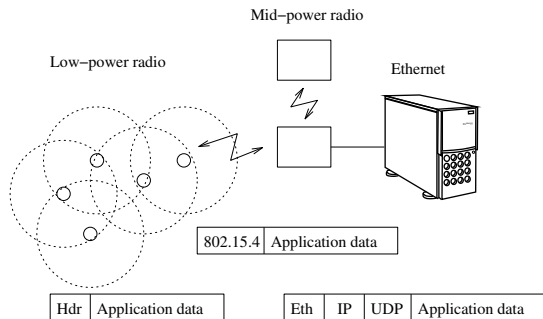 Mid−power radio
Low−power radio
Ethernet
802.15.4 Application data
Hdr Application data
Eth IP UDP Application data